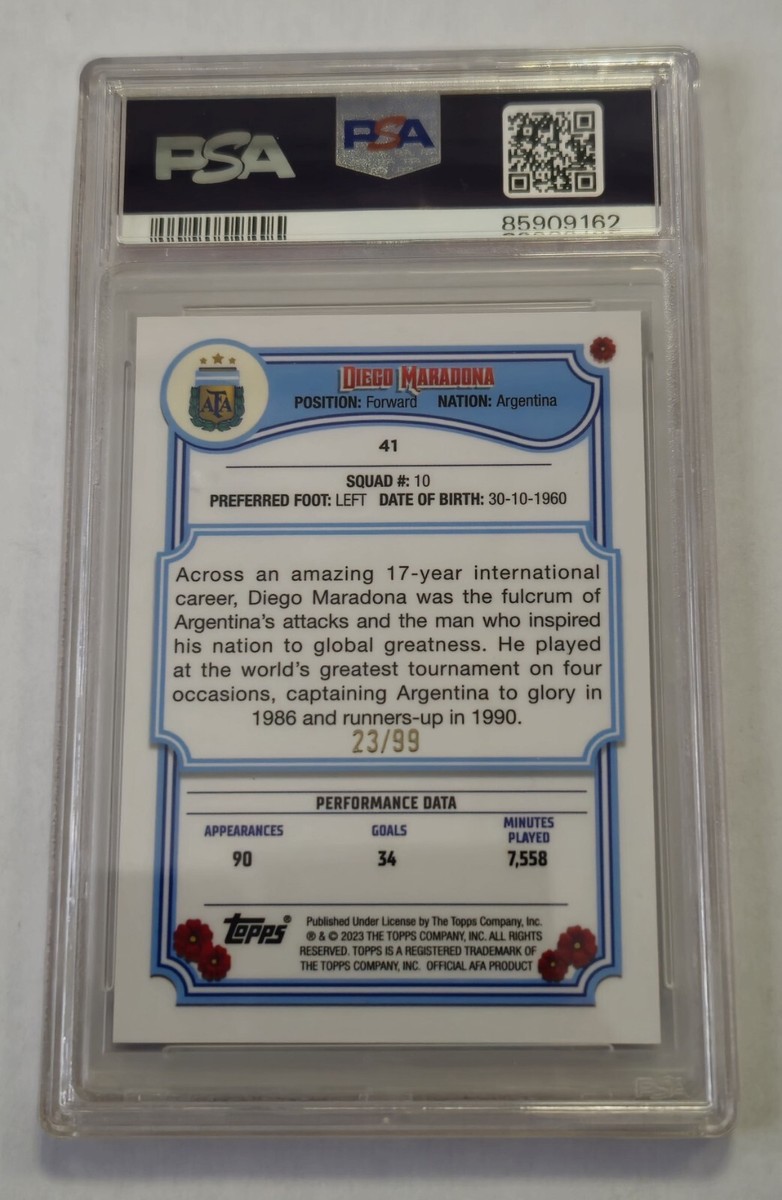 PSA PSA
85909162
AFA
DIEGO MARADONA
POSITION: Forward NATION: Argentina
41
SQUAD #: 10
PREFERRED FOOT: LEFT DATE OF BIRTH: 30-10-1960
Across an amazing 17-year international
career, Diego Maradona was the fulcrum of
Argentina's attacks and the man who inspired
his nation to global greatness. He played
at the world's greatest tournament on four
occasions, captaining Argentina to glory in
1986 and runners-up in 1990.
23/99
PERFORMANCE DATA
APPEARANCES GOALS MINUTES
PLAYED
90 34 7,558
Topps® Published Under License by The Topps Company, Inc.
® & © 2023 THE TOPPS COMPANY, INC. ALL RIGHTS
RESERVED. TOPPS IS A REGISTERED TRADEMARK OF
THE TOPPS COMPANY, INC. OFFICIAL AFA PRODUCT
PSA